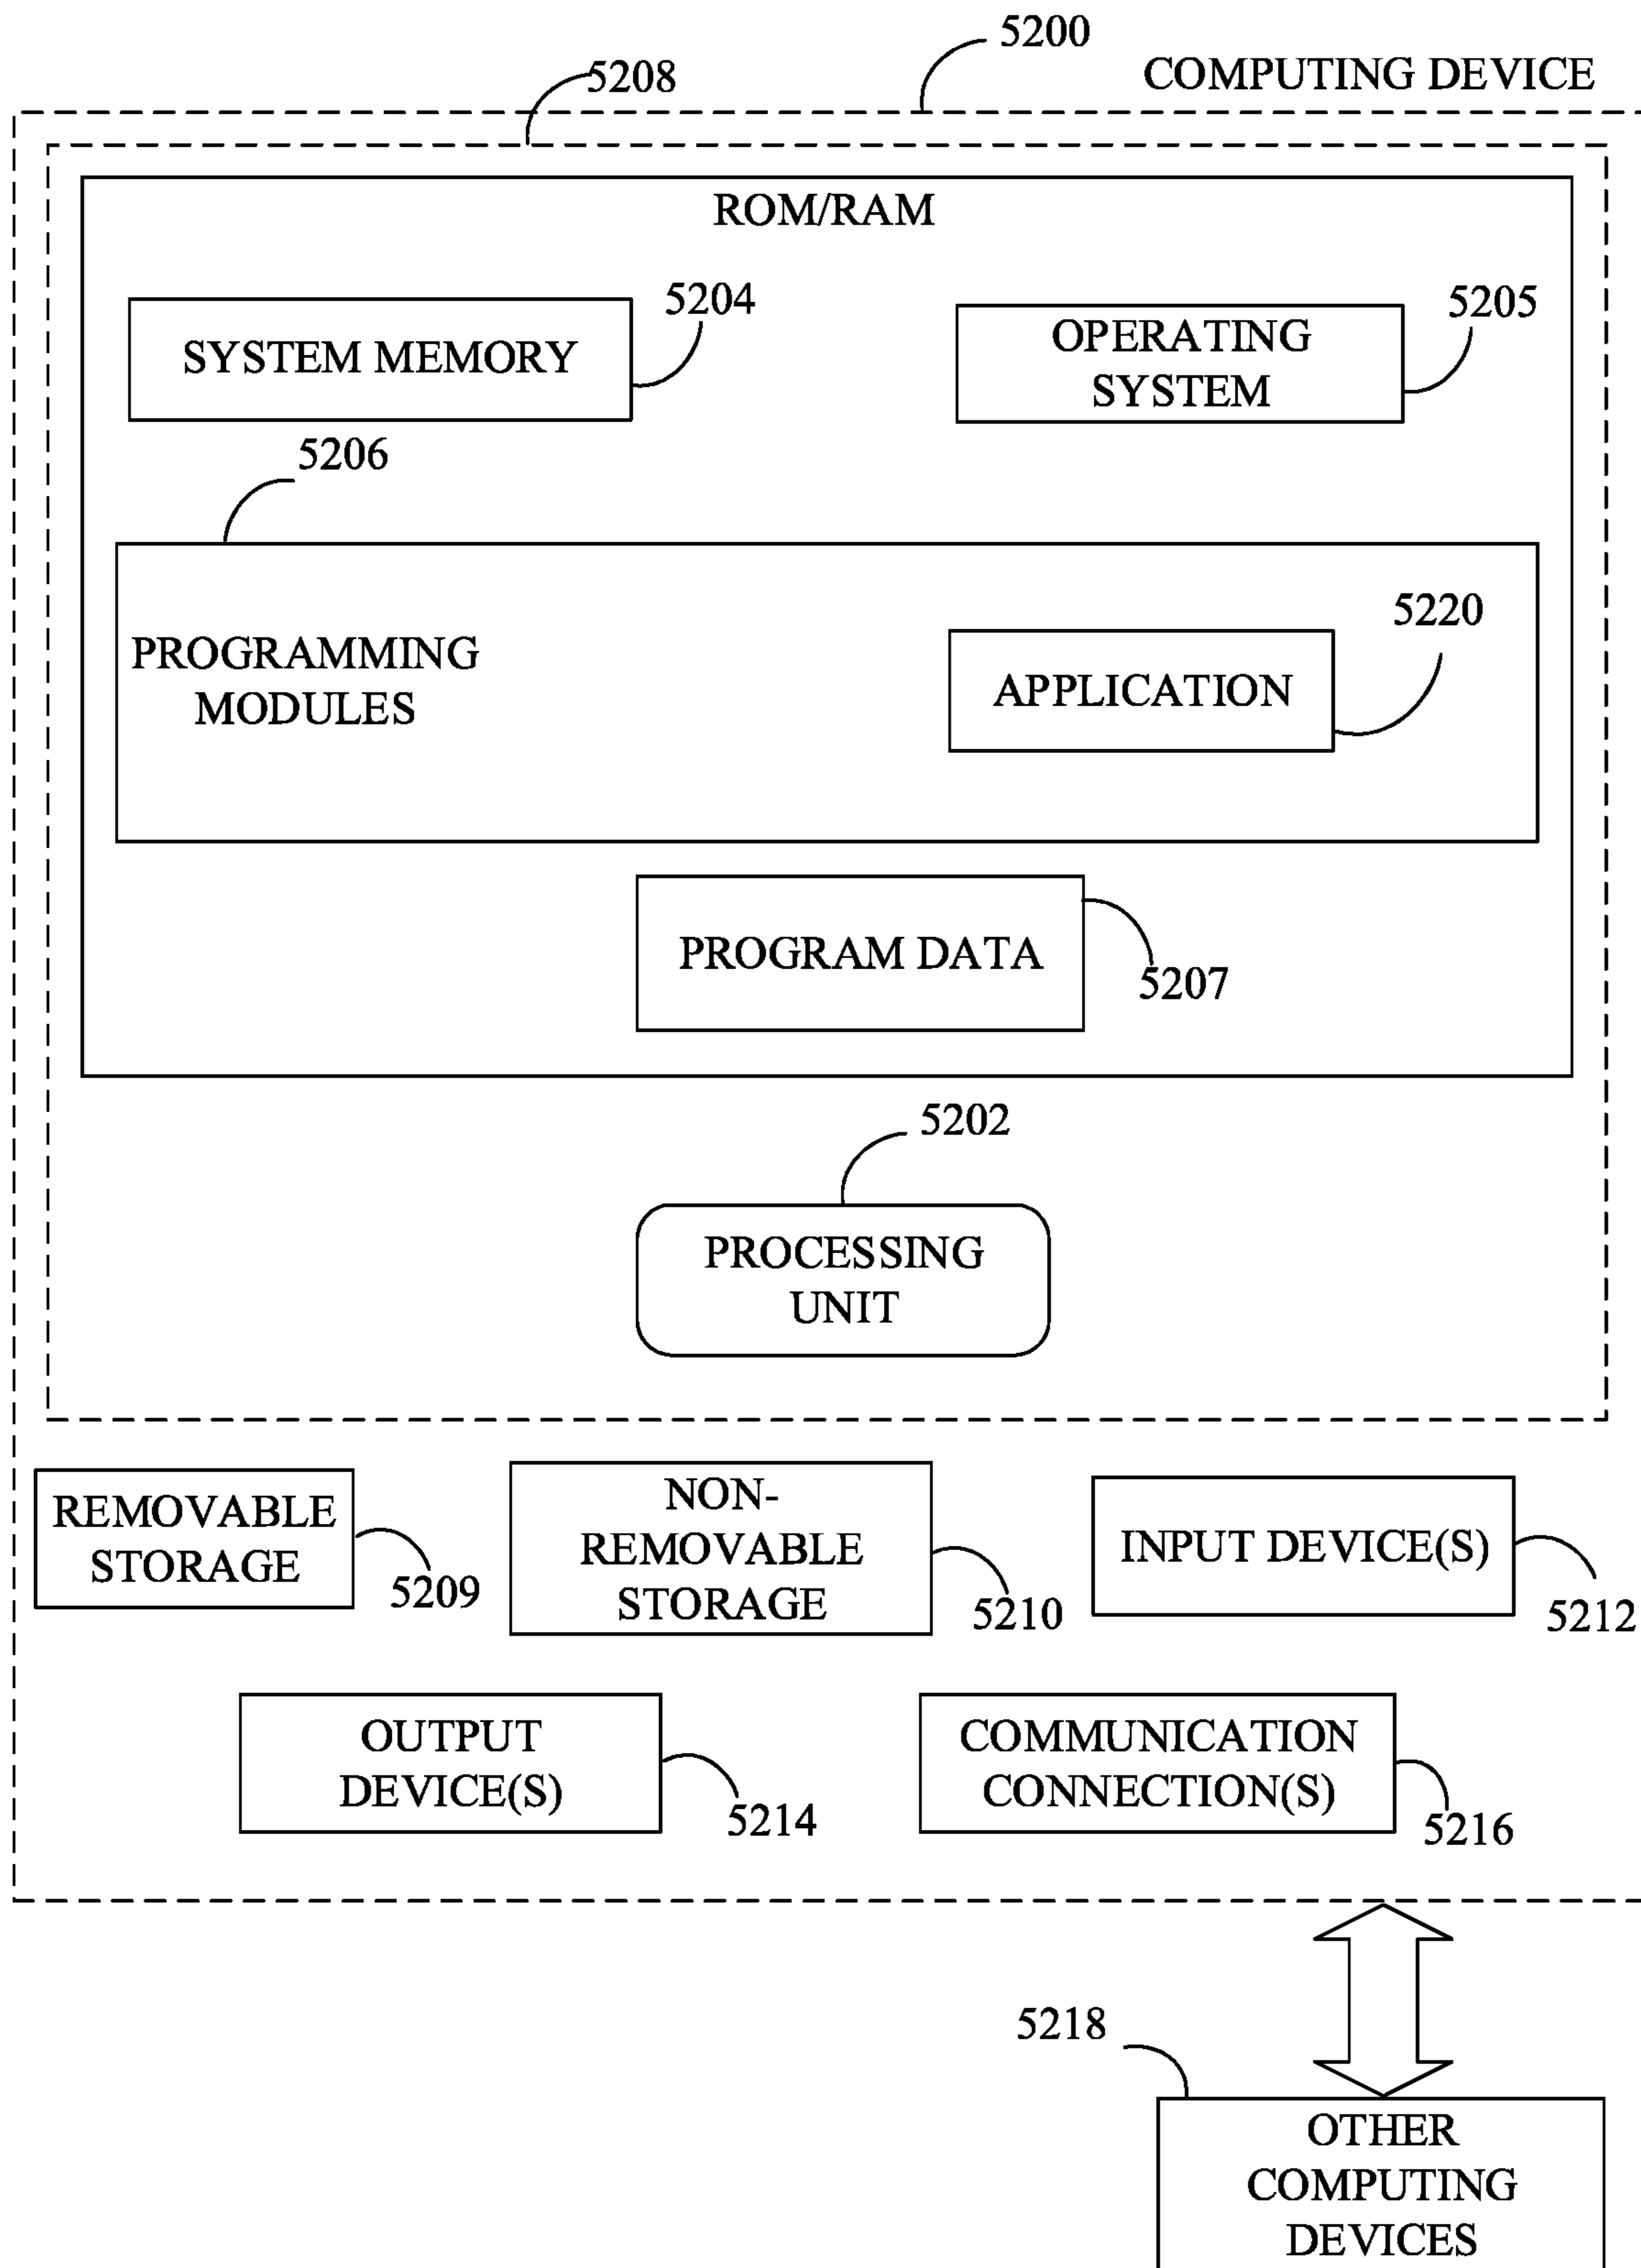 5200
COMPUTING DEVICE
5208
ROM/RAM
SYSTEM MEMORY
5204
OPERATING
SYSTEM
5205
5206
PROGRAMMING
MODULES
APPLICATION
5220
PROGRAM DATA
5207
5202
PROCESSING
UNIT
REMOVABLE
STORAGE
5209
NON-
REMOVABLE
STORAGE
5210
INPUT DEVICE(S)
5212
OUTPUT
DEVICE(S)
5214
COMMUNICATION
CONNECTION(S)
5216
5218
OTHER
COMPUTING
DEVICES